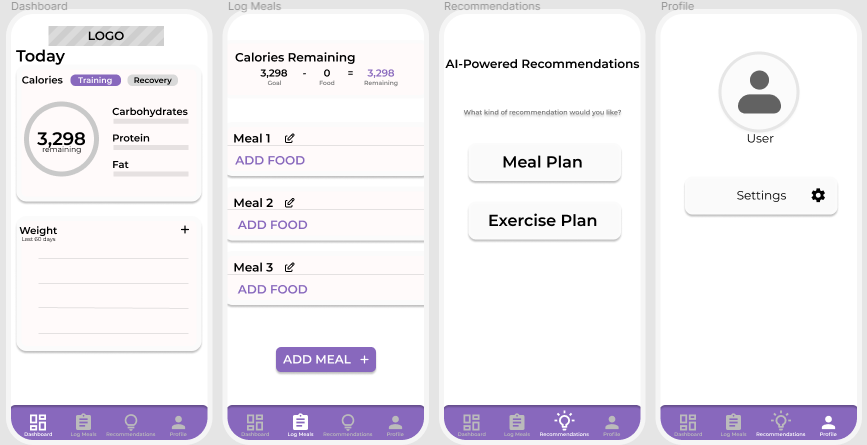 Dashboard
LOGO
Today
Calories Training Recovery
3,298
remaining
Carbohydrates
Protein
Fat
Weight +
Last 60 days
Dashboard Log Meals Recommendations Profile
Log Meals
Calories Remaining
3,298 - 0 = 3,298
Goal Food Remaining
Meal 1
ADD FOOD
Meal 2
ADD FOOD
Meal 3
ADD FOOD
ADD MEAL +
Dashboard Log Meals Recommendations Profile
Recommendations
AI-Powered Recommendations
What kind of recommendation would you like?
Meal Plan
Exercise Plan
Dashboard Log Meals Recommendations Profile
Profile
User
Settings
Dashboard Log Meals Recommendations Profile